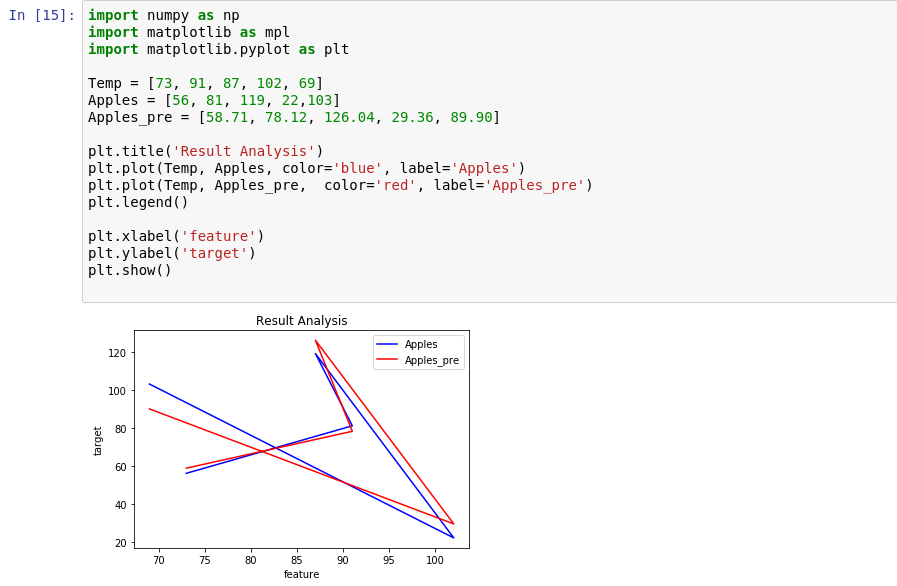 In [15]:
import numpy as np
import matplotlib as mpl
import matplotlib.pyplot as plt
Temp = [73, 91, 87, 102, 69]
Apples = [56, 81, 119, 22,103]
Apples_pre = [58.71, 78.12, 126.04, 29.36, 89.90]
plt.title('Result Analysis')
plt.plot(Temp, Apples, color='blue', label='Apples')
plt.plot(Temp, Apples_pre,  color='red', label='Apples_pre')
plt.legend()
plt.xlabel('feature')
plt.ylabel('target')
plt.show()
Result Analysis
Apples
Apples_pre
target
120
100
80
60
40
20
70 75 80 85 90 95 100
feature